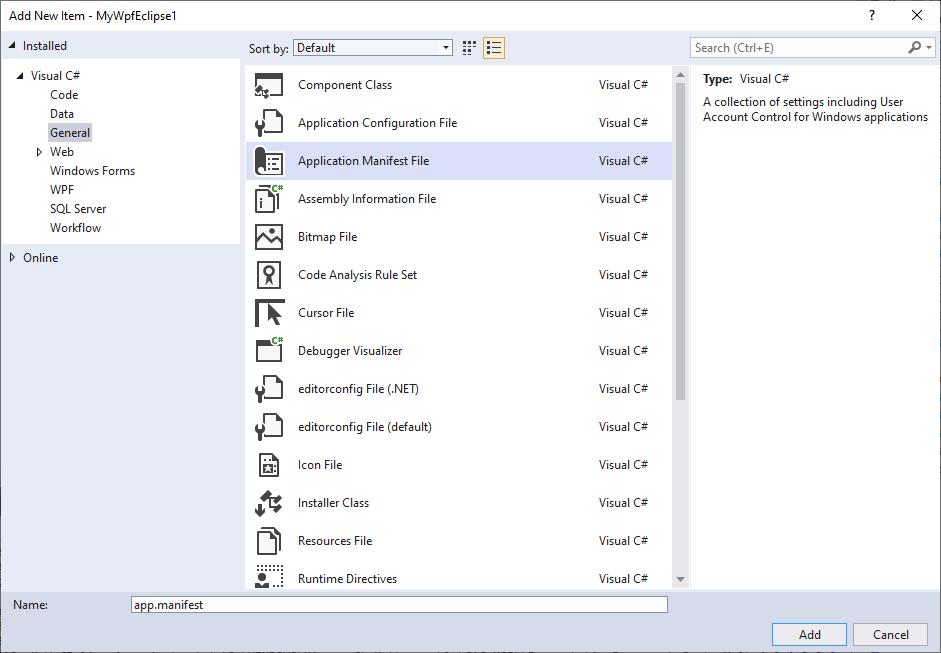 Add New Item - MyWpfEclipse1
?
Installed
Sort by: Default
Search (Ctrl+E)
Visual C#
Code
Data
General
Web
Windows Forms
WPF
SQL Server
Workflow
Online
Component Class Visual C#
Application Configuration File Visual C#
Application Manifest File Visual C#
C#
Assembly Information File Visual C#
Bitmap File Visual C#
Code Analysis Rule Set Visual C#
Cursor File Visual C#
C#
Debugger Visualizer Visual C#
editorconfig File (.NET) Visual C#
editorconfig File (default) Visual C#
Icon File Visual C#
Installer Class Visual C#
Resources File Visual C#
Runtime Directives Visual C#
Type: Visual C#
A collection of settings including User
Account Control for Windows applications
Name: app.manifest
Add Cancel